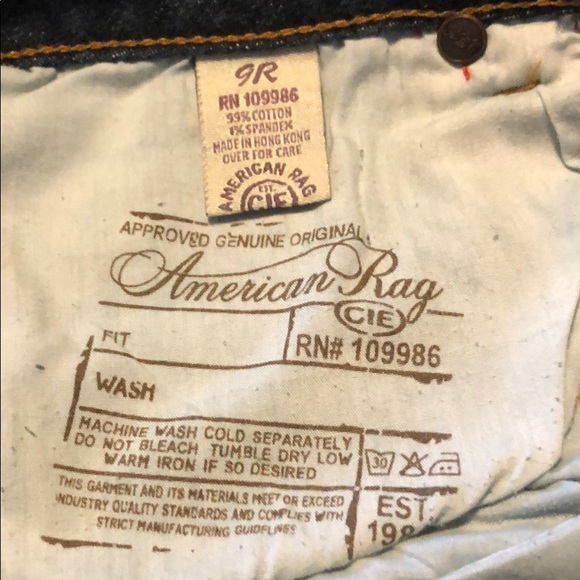 9R
RN 109986
99% COTTON
1% SPANDEX
MADE IN HONG KONG
OVER FOR CARE
AMERICAN RAG
EST.
CIE
APPROVED GENUINE ORIGINAL
American Rag
CIE
FIT
RN# 109986
WASH
MACHINE WASH COLD SEPARATELY
DO NOT BLEACH TUMBLE DRY LOW
WARM IRON IF SO DESIRED
30
THIS GARMENT AND ITS MATERIALS MEET OR EXCEED
INDUSTRY QUALITY STANDARDS AND COMPLIES WITH
STRICT MANUFACTURING GUIDELINES
EST.